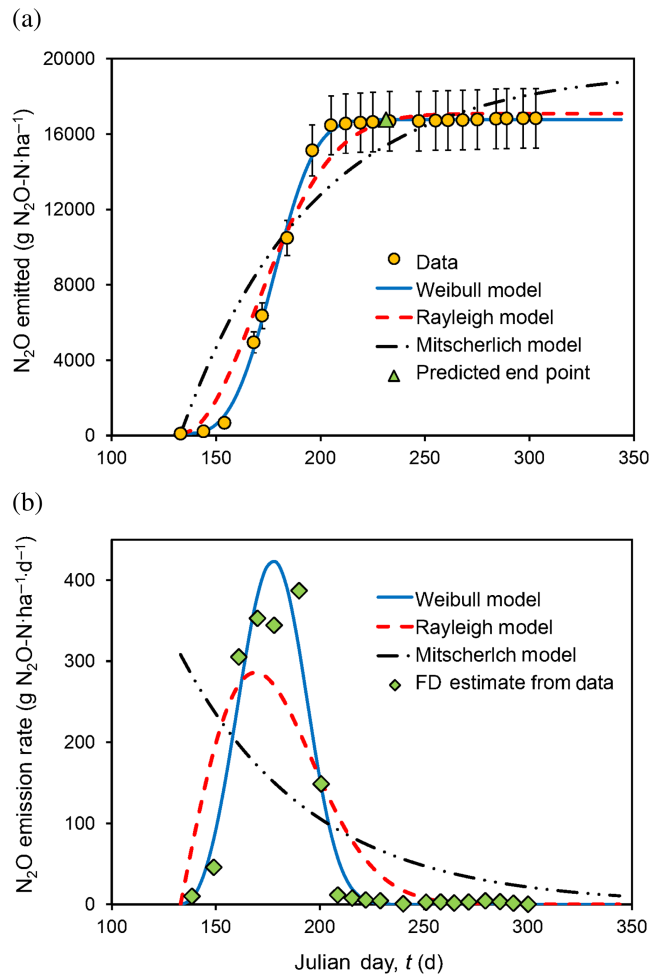 (a)
20000
16000
12000
8000
4000
0
N₂O emitted (g N₂O-N·ha⁻¹)
Data
Weibull model
Rayleigh model
Mitscherlich model
Predicted end point
100 150 200 250 300 350
(b)
400
300
200
100
0
N₂O emission rate (g N₂O-N·ha⁻¹·d⁻¹)
Weibull model
Rayleigh model
Mitscherlch model
FD estimate from data
100 150 200 250 300 350
Julian day, t (d)